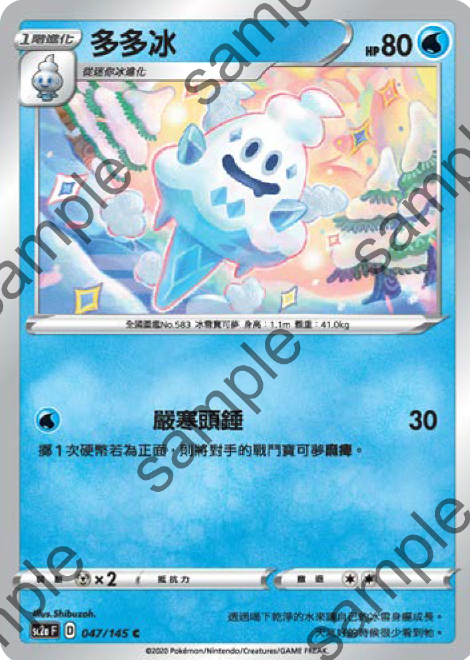 1階進化 多多冰 HP80
從迷你冰進化
全國圖鑑No.583 冰雪寶可夢 身高：1.1m 體重：41.0kg
嚴寒頭錘 30
擲1次硬幣若為正面，則將對手的戰鬥寶可夢麻痺。
弱點 ×2 抵抗力 撤退
Illus. Shibuzoh.
SC2a F D 047/145 C
透過喝下乾淨的水來讓自己的冰雪身軀成長。
天氣好的時候很少看到牠。
©2020 Pokémon/Nintendo/Creatures/GAME FREAK.
sample
sample
sample
sample
sample
sample
sample